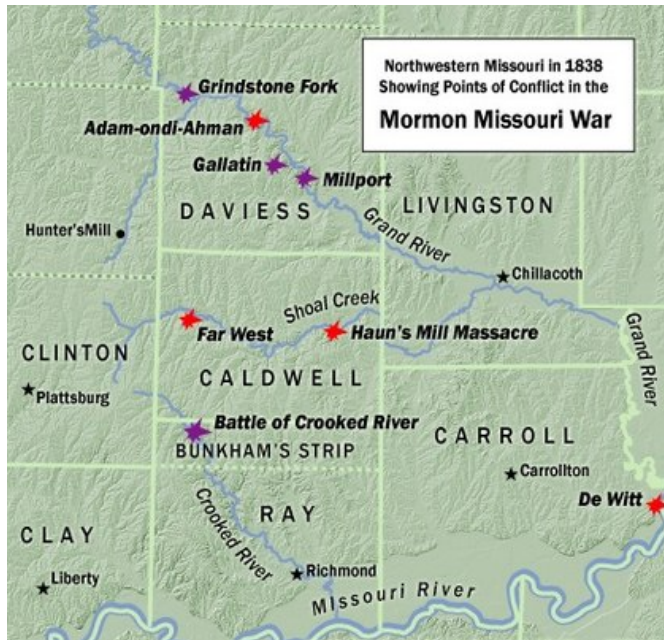 Northwestern Missouri in 1838
Showing Points of Conflict in the
Mormon Missouri War
Grindstone Fork
Adam-ondi-Ahman
Gallatin
Millport
DAVIESS
LIVINGSTON
Hunter'sMill
Grand River
Chillacoth
Shoal Creek
Far West
Haun's Mill Massacre
Grand River
CLINTON
CALDWELL
Plattsburg
Battle of Crooked River
BUNKHAM'S STRIP
CARROLL
Carrollton
De Witt
Crooked River
RAY
CLAY
Richmond
Liberty
MIssouri River